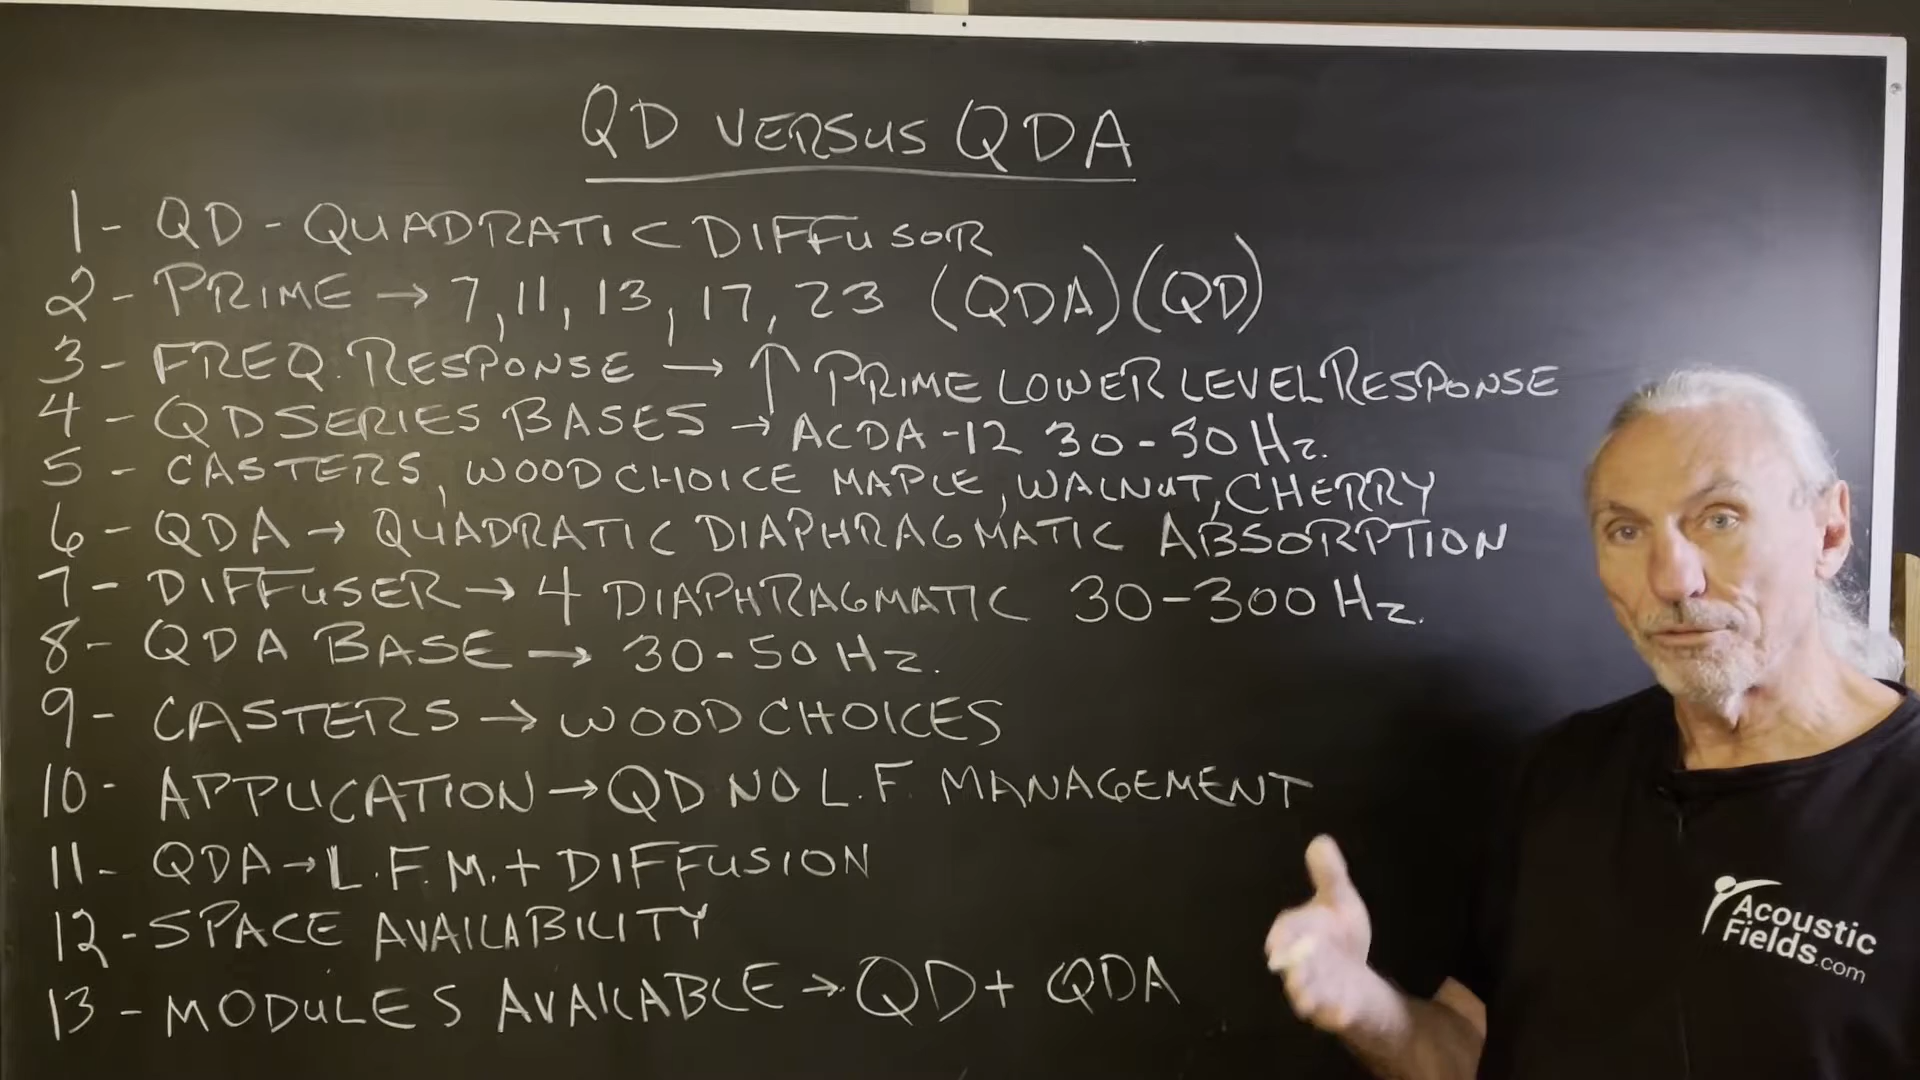 QD VERSUS QDA
1- QD - QUADRATIC DIFFUSOR
2- PRIME → 7, 11, 13, 17, 23 (QDA)(QD)
3- FREQ. RESPONSE → ↑ PRIME LOWER LEVEL RESPONSE
4- QD SERIES BASES → ACDA-12 30-50 Hz.
5- CASTERS, WOOD CHOICE MAPLE, WALNUT, CHERRY
6- QDA → QUADRATIC DIAPHRAGMATIC ABSORPTION
7- DIFFUSER → 4 DIAPHRAGMATIC 30-300 Hz.
8- QDA BASE → 30-50 Hz.
9- CASTERS → WOOD CHOICES
10- APPLICATION → QD NO L.F. MANAGEMENT
11- QDA → L.F.M. + DIFFUSION
12- SPACE AVAILABILITY
13- MODULES AVAILABLE → QD + QDA
Acoustic
Fields.com